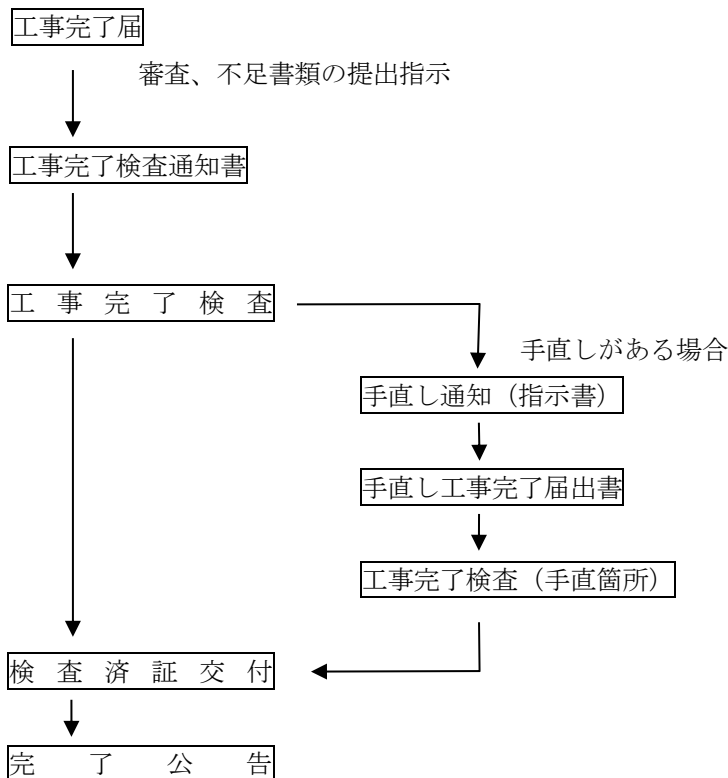 工事完了届
審査、不足書類の提出指示
工事完了検査通知書
工事完了検査
手直しがある場合
手直し通知（指示書）
手直し工事完了届出書
工事完了検査（手直箇所）
検査済証交付
完了公告